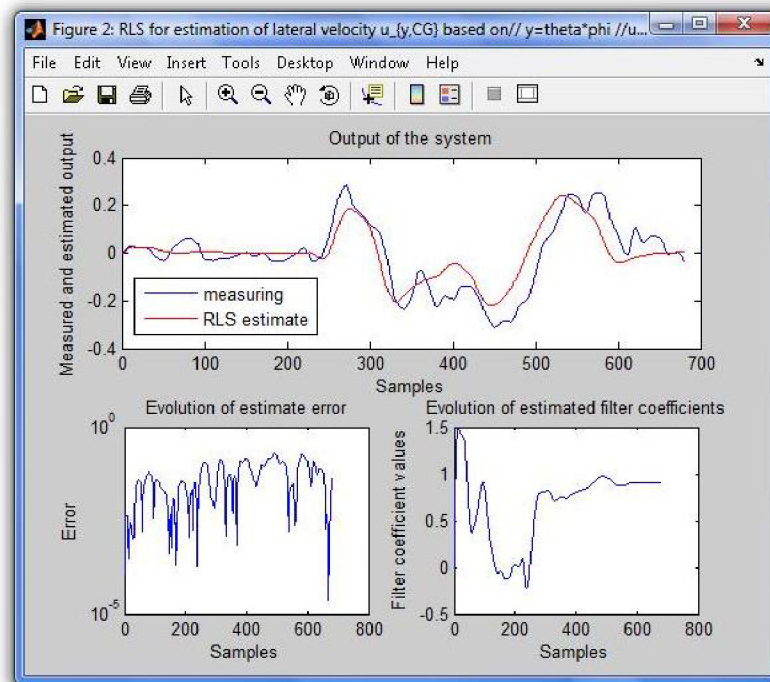 Figure 2: RLS for estimation of lateral velocity u_{y,CG} based on// y=theta*phi //u...
File Edit View Insert Tools Desktop Window Help
Output of the system
Measured and estimated output
0.4
0.2
0
-0.2
-0.4
measuring
RLS estimate
0 100 200 300 400 500 600 700
Samples
Evolution of estimate error
Error
10^0
10^-5
0 200 400 600 800
Samples
Evolution of estimated filter coefficients
Filter coefficient values
1.5
1
0.5
0
-0.5
0 200 400 600 800
Samples